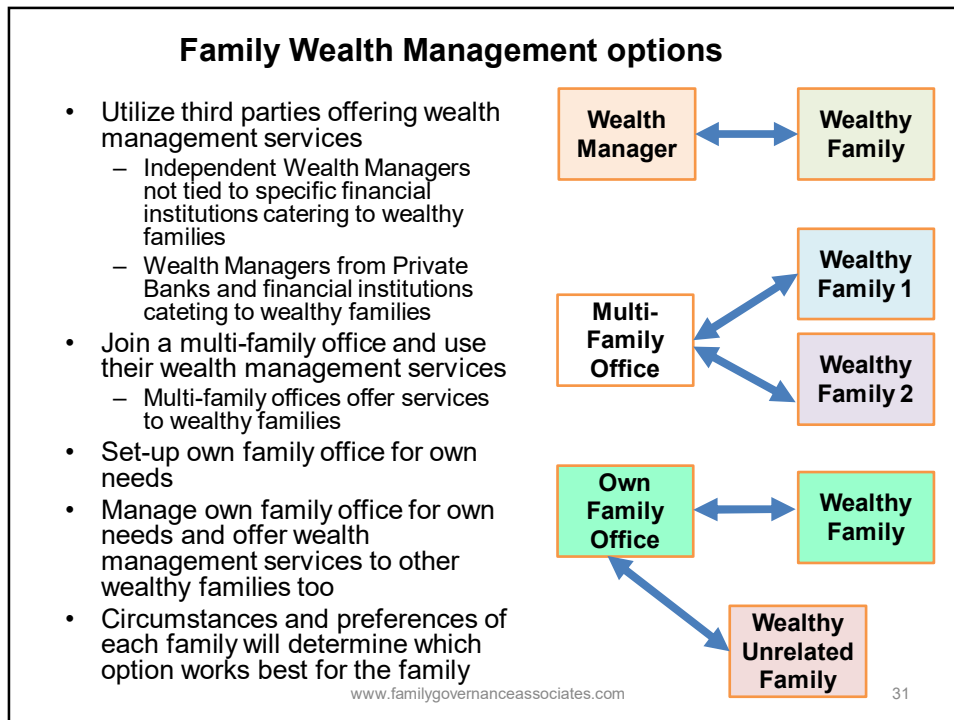 Family Wealth Management options
• Utilize third parties offering wealth
management services
– Independent Wealth Managers
not tied to specific financial
institutions catering to wealthy
families
– Wealth Managers from Private
Banks and financial institutions
cateting to wealthy families
• Join a multi-family office and use
their wealth management services
– Multi-family offices offer services
to wealthy families
• Set-up own family office for own
needs
• Manage own family office for own
needs and offer wealth
management services to other
wealthy families too
• Circumstances and preferences of
each family will determine which
option works best for the family
Wealth
Manager
Wealthy
Family
Multi-
Family
Office
Wealthy
Family 1
Wealthy
Family 2
Own
Family
Office
Wealthy
Family
Wealthy
Unrelated
Family
www.familygovernanceassociates.com
31